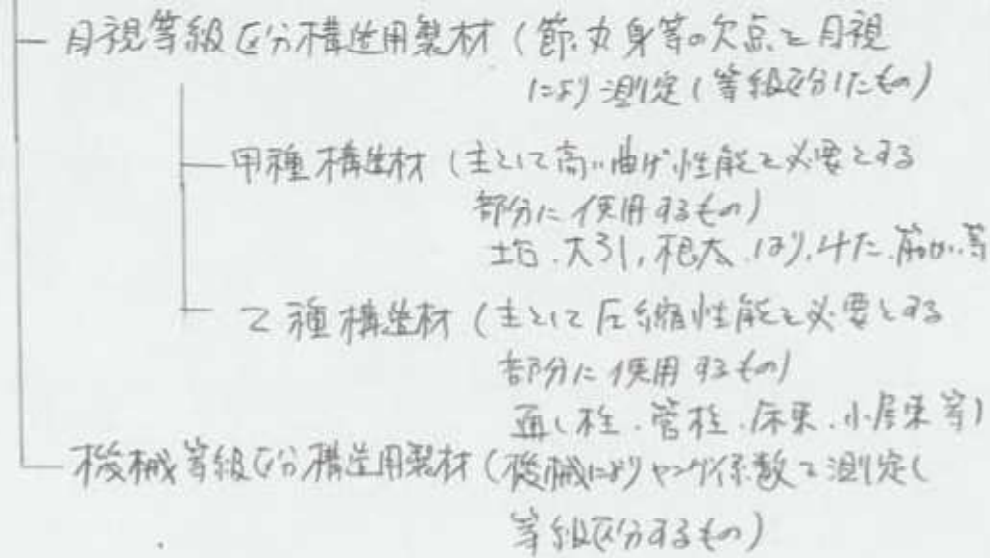 目視等級区分構造用製材（節、丸身等の欠点を目視
により測定し等級区分したもの）
甲種構造材（主として高い曲げ性能を必要とする
部分に使用するもの）
土台、大引、根太、はり、けた、筋かい等
乙種構造材（主として圧縮性能を必要とする
部分に使用するもの）
通し柱、管柱、床束、小屋束等）
機械等級区分構造用製材（機械によりヤング係数を測定し
等級区分するもの）